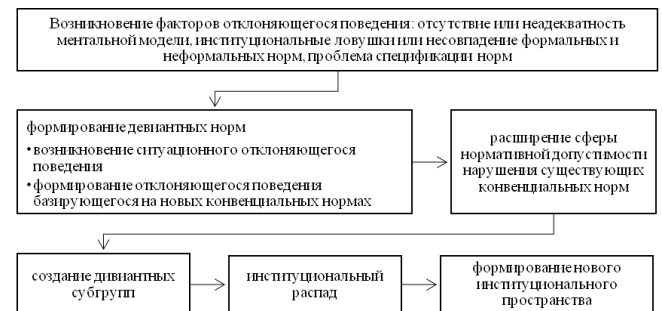 Возникновение факторов отклоняющегося поведения: отсутствие или неадекватность
ментальной модели, институциональные ловушки или несовпадение формальных и
неформальных норм, проблема спецификации норм
формирование девиантных норм
•возникновение ситуационного отклоняющегося
поведения
•формирование отклоняющегося поведения
базирующегося на новых конвенциальных нормах
расширение сферы
нормативной допустимости
нарушения существующих
конвенциальных норм
создание дивиантных
субгрупп
институциональный
распад
формирование нового
институционального
пространства